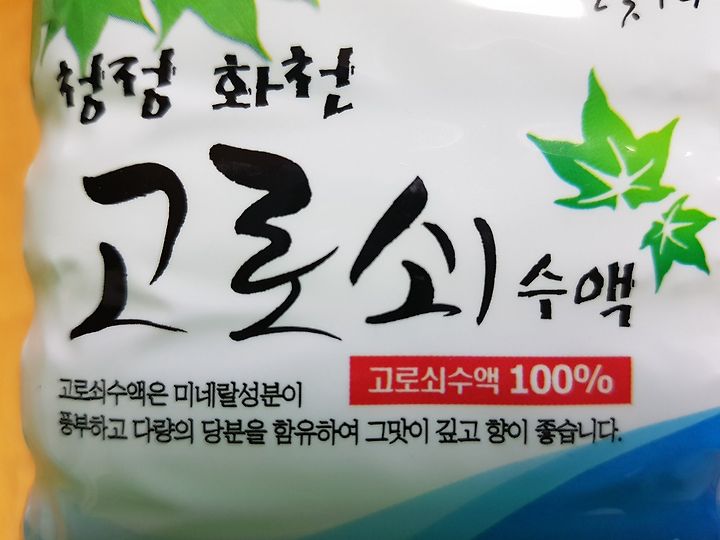 청정 화천
고로쇠 수액
고로쇠수액 100%
고로쇠수액은 미네랄성분이
풍부하고 다량의 당분을 함유하여 그맛이 깊고 향이 좋습니다.